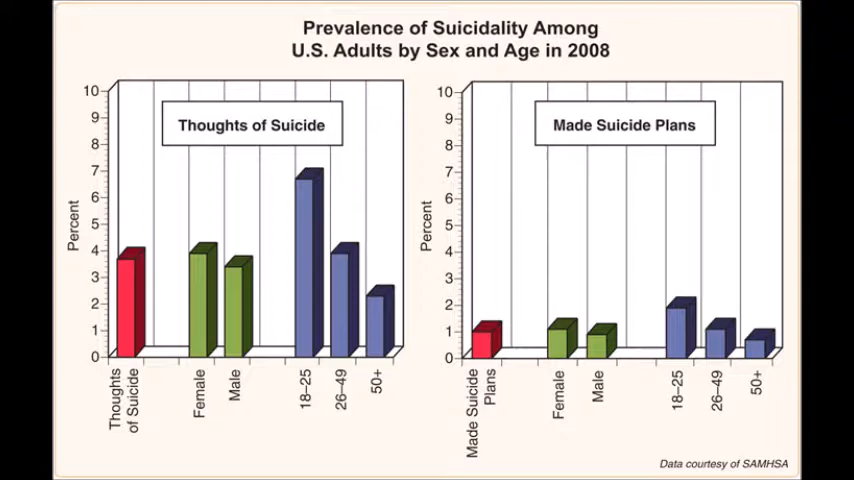 Prevalence of Suicidality Among
U.S. Adults by Sex and Age in 2008
Thoughts of Suicide
Percent
10
9
8
7
6
5
4
3
2
1
0
Thoughts
of Suicide
Female
Male
18–25
26–49
50+
Made Suicide Plans
Percent
10
9
8
7
6
5
4
3
2
1
0
Made Suicide
Plans
Female
Male
18–25
26–49
50+
Data courtesy of SAMHSA